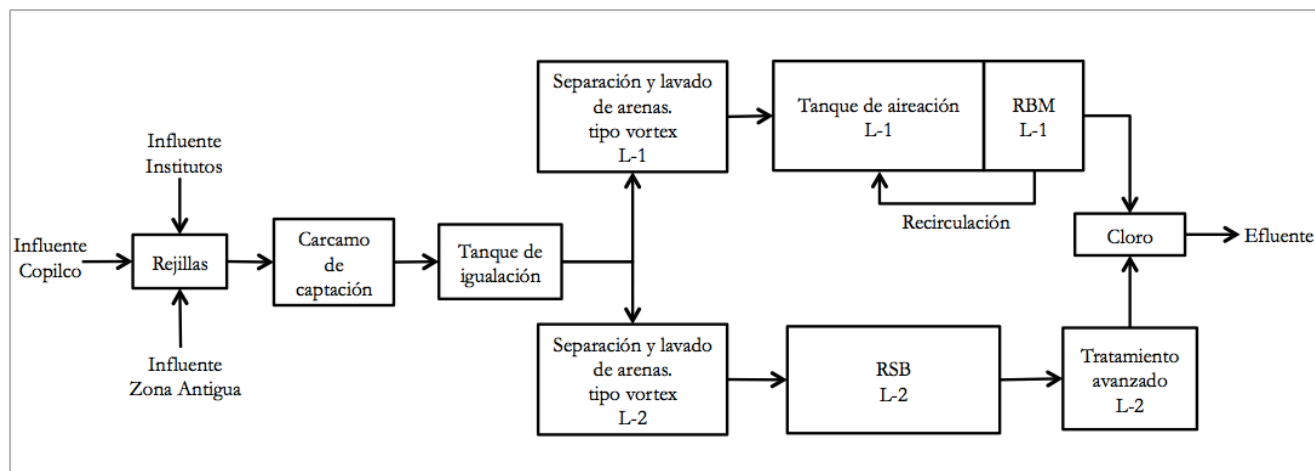 Influente
Institutos
Influente
Copilco
Rejillas
Influente
Zona Antigua
Carcamo
de
captación
Tanque de
igualación
Separación y lavado
de arenas.
tipo vortex
L-1
Tanque de aireación
L-1
RBM
L-1
Recirculación
Separación y lavado
de arenas.
tipo vortex
L-2
RSB
L-2
Tratamiento
avanzado
L-2
Cloro
Efluente